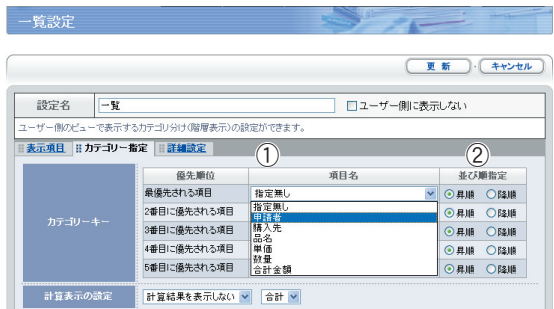 一覧設定
更 新 キャンセル
設定名 一覧 ユーザー側に表示しない
ユーザー側のビューで表示するカテゴリ分け(階層表示)の設定ができます。
表示項目 カテゴリー指定 詳細設定 ① ②
優先順位 項目名 並び順指定
最優先される項目 指定無し 昇順 降順
指定無し
申請者
2番目に優先される項目 昇順 降順
購入先
カテゴリーキー 3番目に優先される項目 昇順 降順
品名
単価
4番目に優先される項目 昇順 降順
数量
合計金額
5番目に優先される項目 昇順 降順
計算表示の設定 計算結果を表示しない 合計